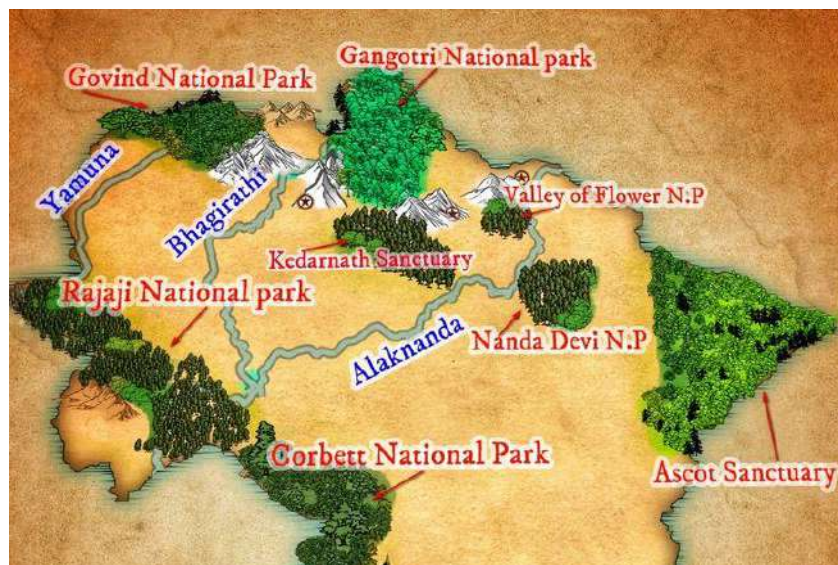 Gangotri National park
Govind National Park
Yamuna
Bhagirathi
Valley of Flower N:P
Kedarnath Sanctuary
Rajaji National park
Alaknanda
Nanda Devi N.P
Corbett National Park
Ascot Sanctuary